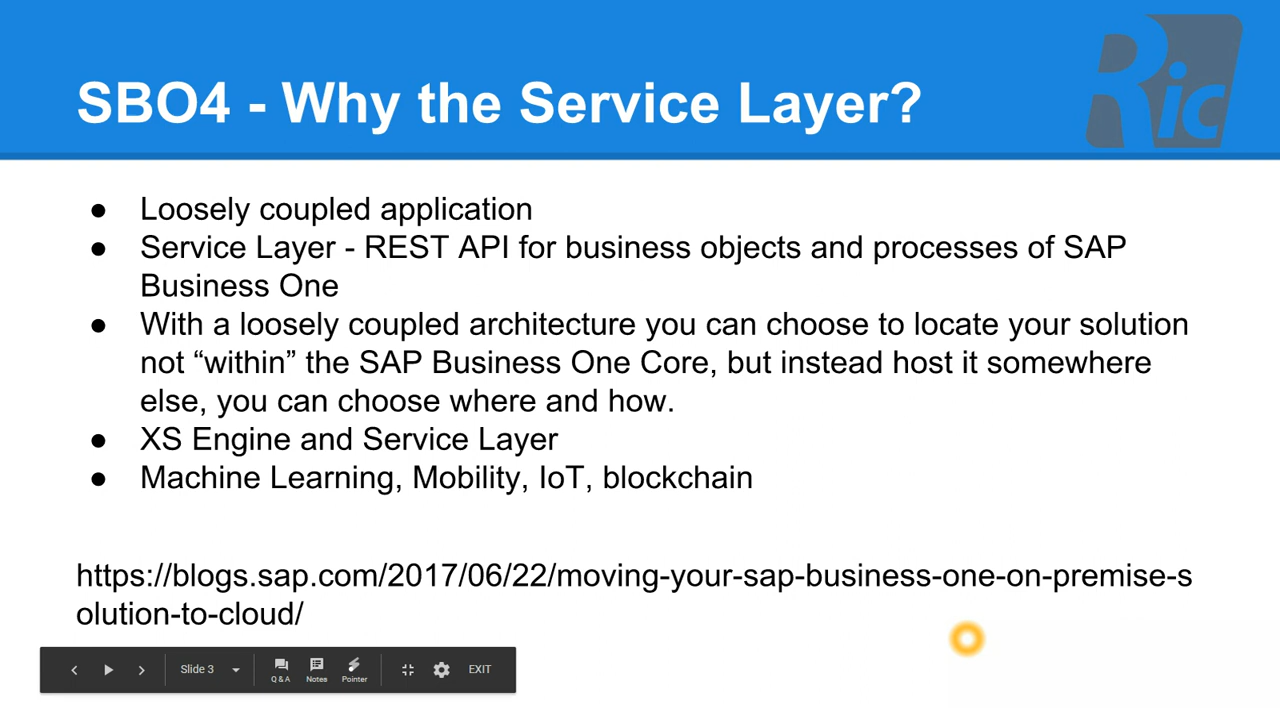 SBO4 - Why the Service Layer?
Ric
● Loosely coupled application
● Service Layer - REST API for business objects and processes of SAP
Business One
● With a loosely coupled architecture you can choose to locate your solution
not “within” the SAP Business One Core, but instead host it somewhere
else, you can choose where and how.
● XS Engine and Service Layer
● Machine Learning, Mobility, IoT, blockchain
https://blogs.sap.com/2017/06/22/moving-your-sap-business-one-on-premise-s
olution-to-cloud/
Slide 3 Q & A Notes Pointer EXIT